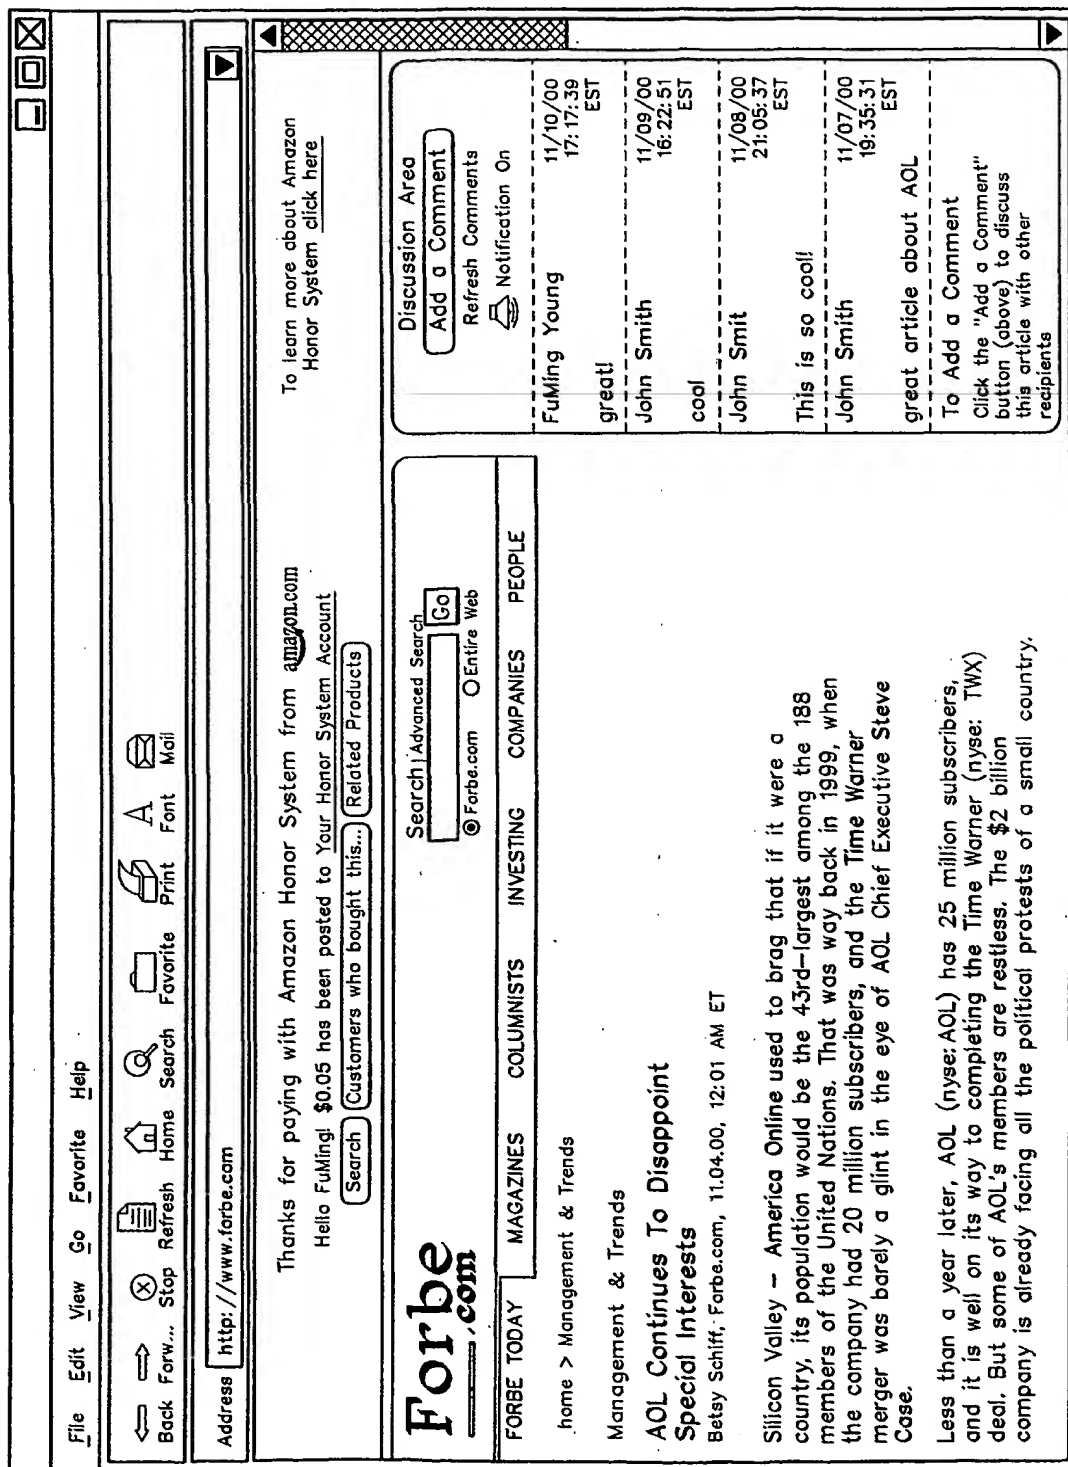 File Edit View Go Favorite Help
Back Forw... Stop Refresh Home Search Favorite Print Font Mail
Address http://www.forbe.com
Thanks for paying with Amazon Honor System from amazon.com
Hello FuMing! $0.05 has been posted to Your Honor System Account
Search Customers who bought this... Related Products
To learn more about Amazon
Honor System click here
Forbe
.com
Search | Advanced Search
Go
Forbe.com Entire Web
FORBE TODAY MAGAZINES COLUMNISTS INVESTING COMPANIES PEOPLE
home > Management & Trends
Management & Trends
AOL Continues To Disappoint
Special Interests
Betsy Schiff, Forbe.com, 11.04.00, 12:01 AM ET
Silicon Valley – America Online used to brag that if it were a
country, its population would be the 43rd–largest among the 188
members of the United Nations. That was way back in 1999, when
the company had 20 million subscribers, and the Time Warner
merger was barely a glint in the eye of AOL Chief Executive Steve
Case.
Less than a year later, AOL (nyse: AOL) has 25 million subscribers,
and it is well on its way to completing the Time Warner (nyse: TWX)
deal. But some of AOL's members are restless. The $2 billion
company is already facing all the political protests of a small country.
Discussion Area
Add a Comment
Refresh Comments
Notification On
FuMing Young 11/10/00
17:17:39
EST
great!
John Smith 11/09/00
16:22:51
EST
cool
John Smit 11/08/00
21:05:37
EST
This is so cool!
John Smith 11/07/00
19:35:31
EST
great article about AOL
To Add a Comment
Click the "Add a Comment"
button (above) to discuss
this article with other
recipients